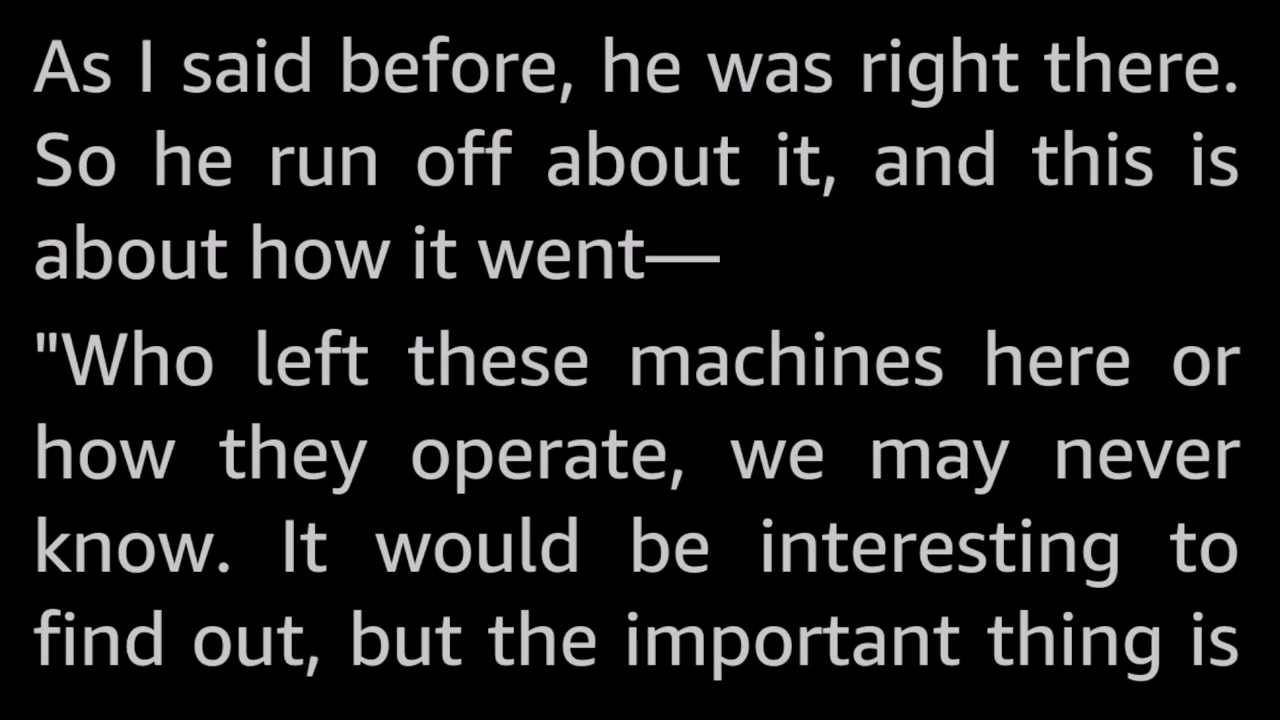 As I said before, he was right there.
So he run off about it, and this is
about how it went—
"Who left these machines here or
how they operate, we may never
know. It would be interesting to
find out, but the important thing is